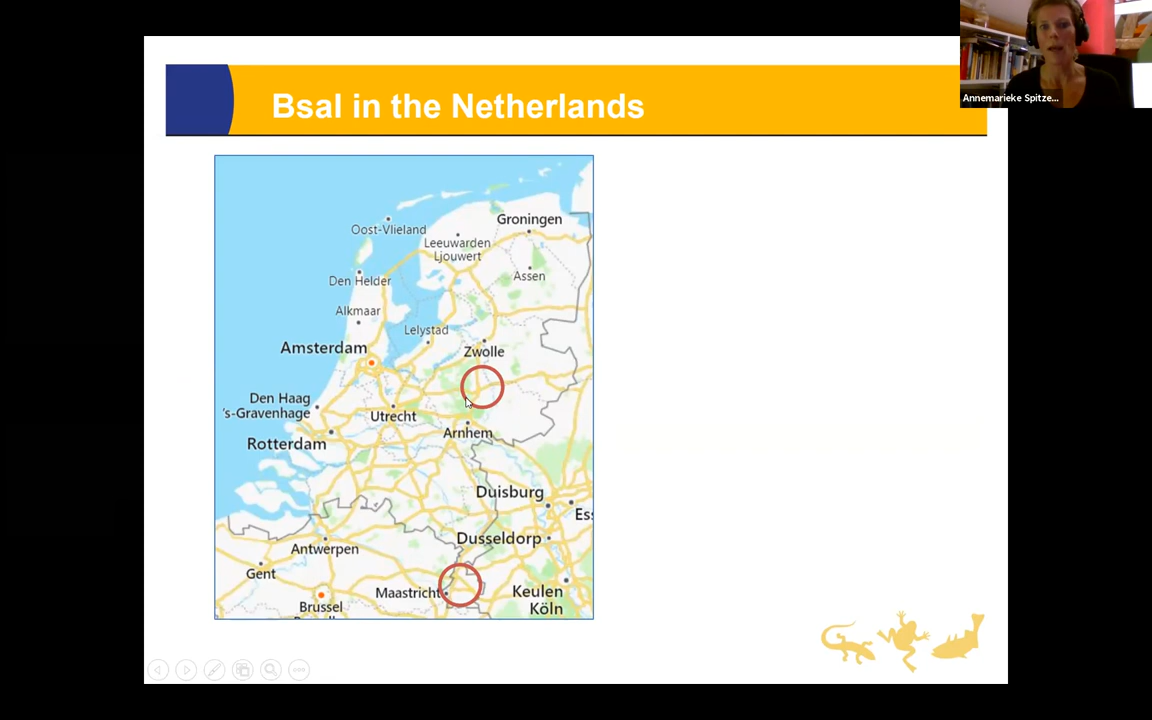 Annemarieke Spitze...
Bsal in the Netherlands
Groningen
Oost-Vlieland
Leeuwarden
Ljouwert
Assen
Den Helder
Alkmaar
Lelystad
Amsterdam
Zwolle
Den Haag
's-Gravenhage
Utrecht
Arnhem
Rotterdam
Duisburg
Es
Dusseldorp
Antwerpen
Gent
Maastricht
Keulen
Köln
Brussel